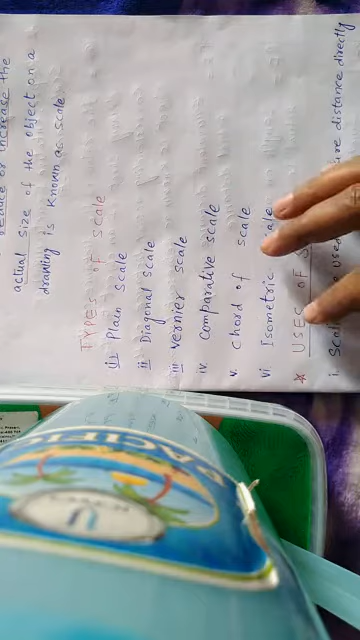 reduce or increase the
actual size of the object on a
drawing is known as scale
TYPES OF SCALE
(i) Plain scale
ii Diagonal scale
iii Vernier scale
iv. Comparative scale
v. Chord of scale
vi Isometric
USES OF
i. distance directly
PACIFIC